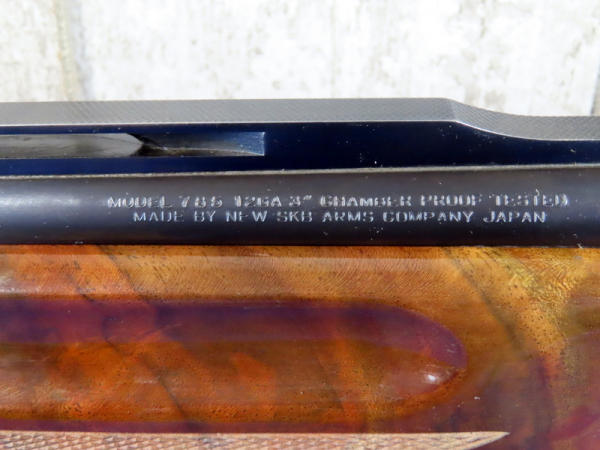 MODEL 785 12GA 3" CHAMBER PROOF TESTED
MADE BY NEW SKB ARMS COMPANY JAPAN